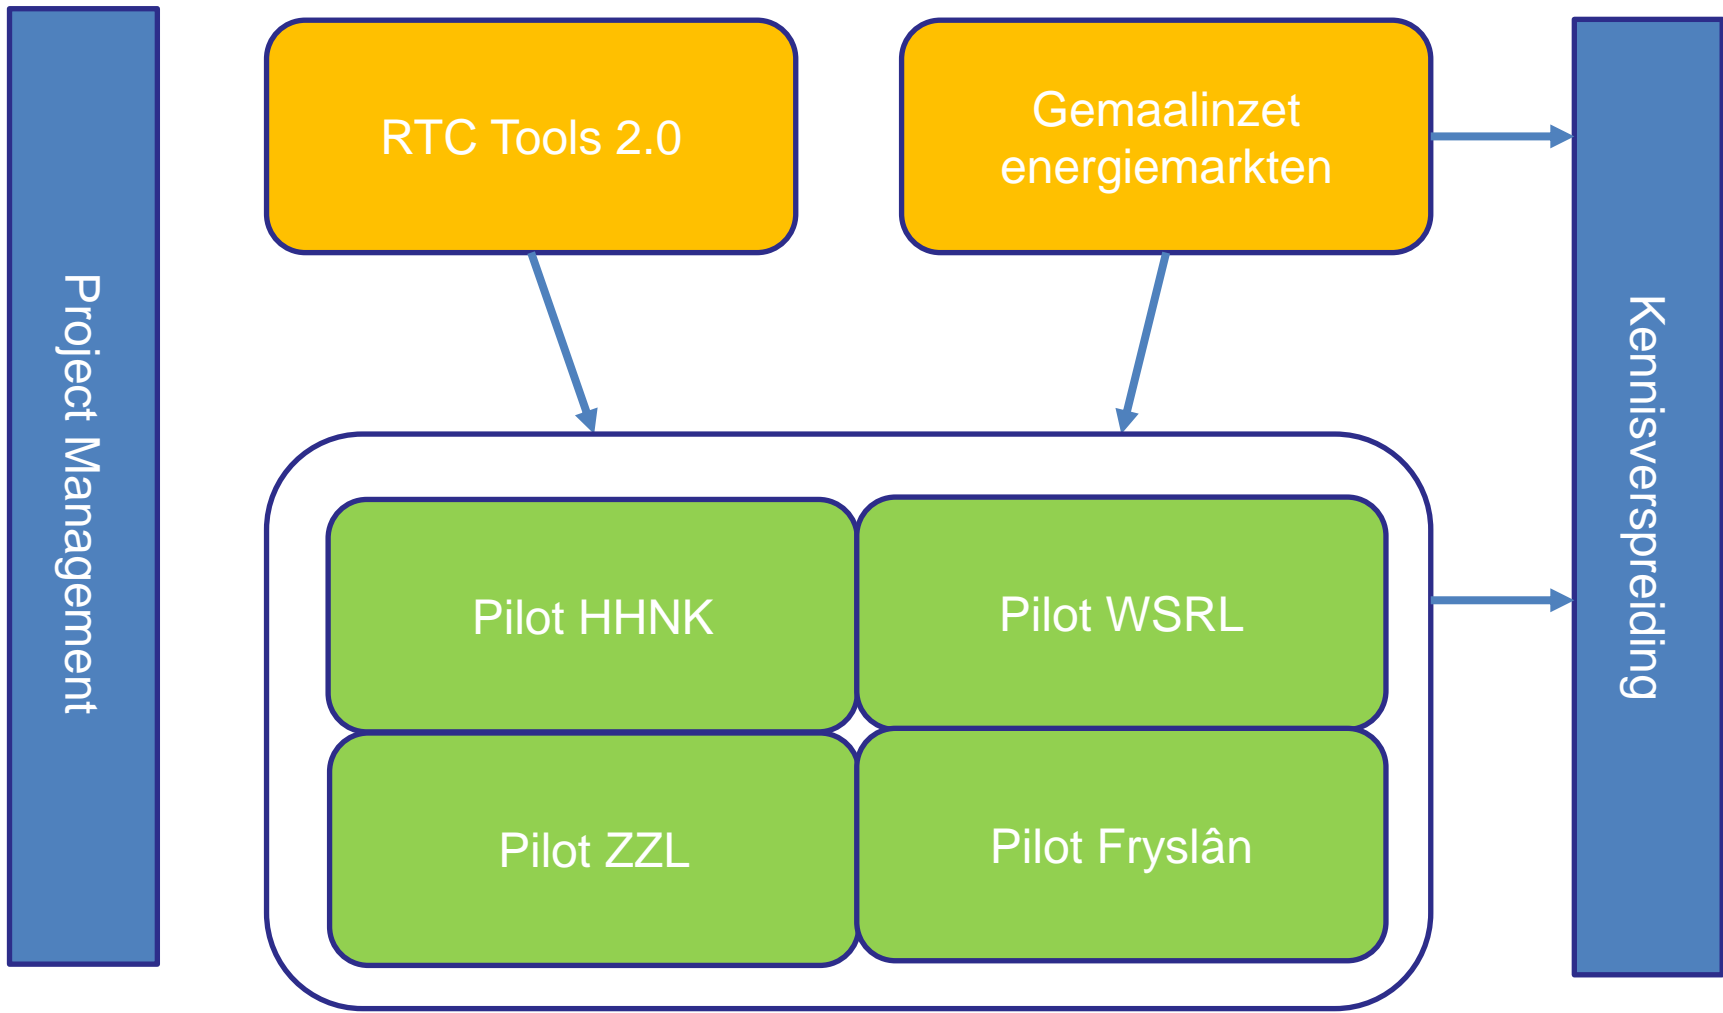 Project Management
RTC Tools 2.0
Gemaalinzet
energiemarkten
Kennisverspreiding
Pilot HHNK
Pilot WSRL
Pilot ZZL
Pilot Fryslân